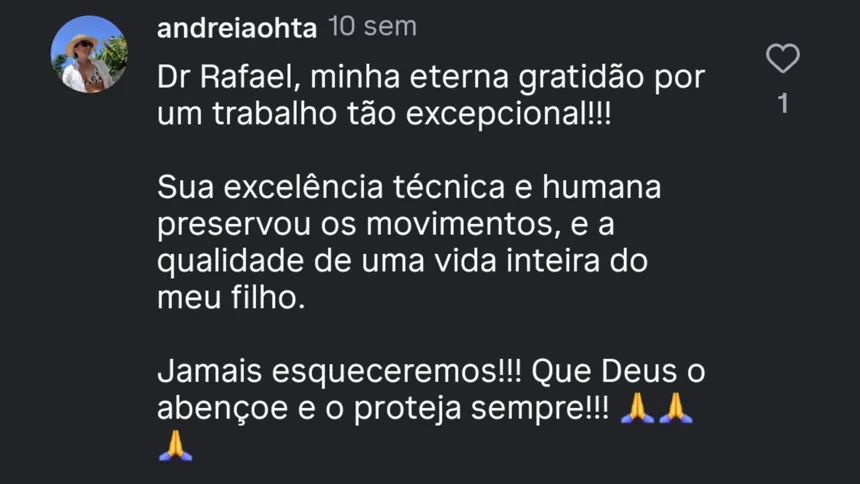 andreiaohta 10 sem
Dr Rafael, minha eterna gratidão por
um trabalho tão excepcional!!!
1
Sua excelência técnica e humana
preservou os movimentos, e a
qualidade de uma vida inteira do
meu filho.
Jamais esqueceremos!!! Que Deus o
abençoe e o proteja sempre!!! 🙏🙏
🙏